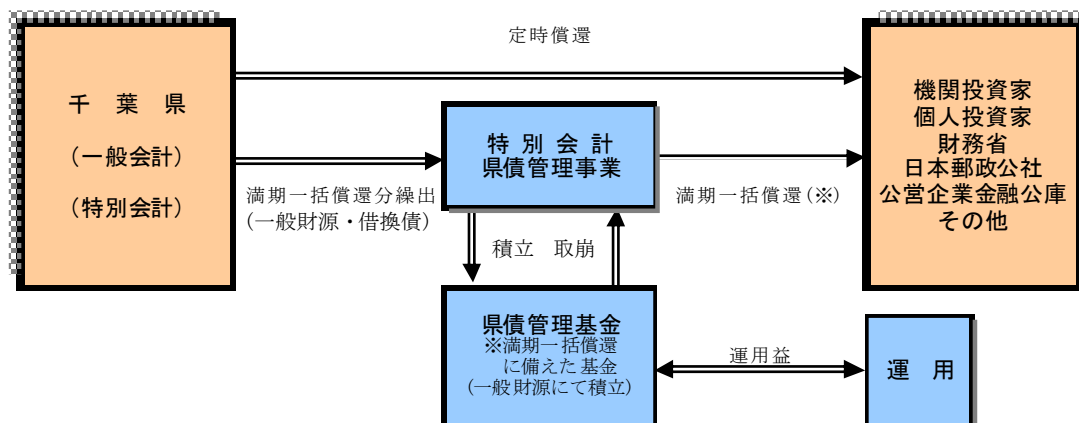 定時償還
千 葉 県
(一般会計)
(特別会計)
満期一括償還分繰出
(一般財源・借換債)
特 別 会 計
県債管理事業
満期一括償還(※)
機関投資家
個人投資家
財務省
日本郵政公社
公営企業金融公庫
その他
積立 取崩
県債管理基金
※満期一括償還
に備えた基金
(一般財源にて積立)
運用益
運 用